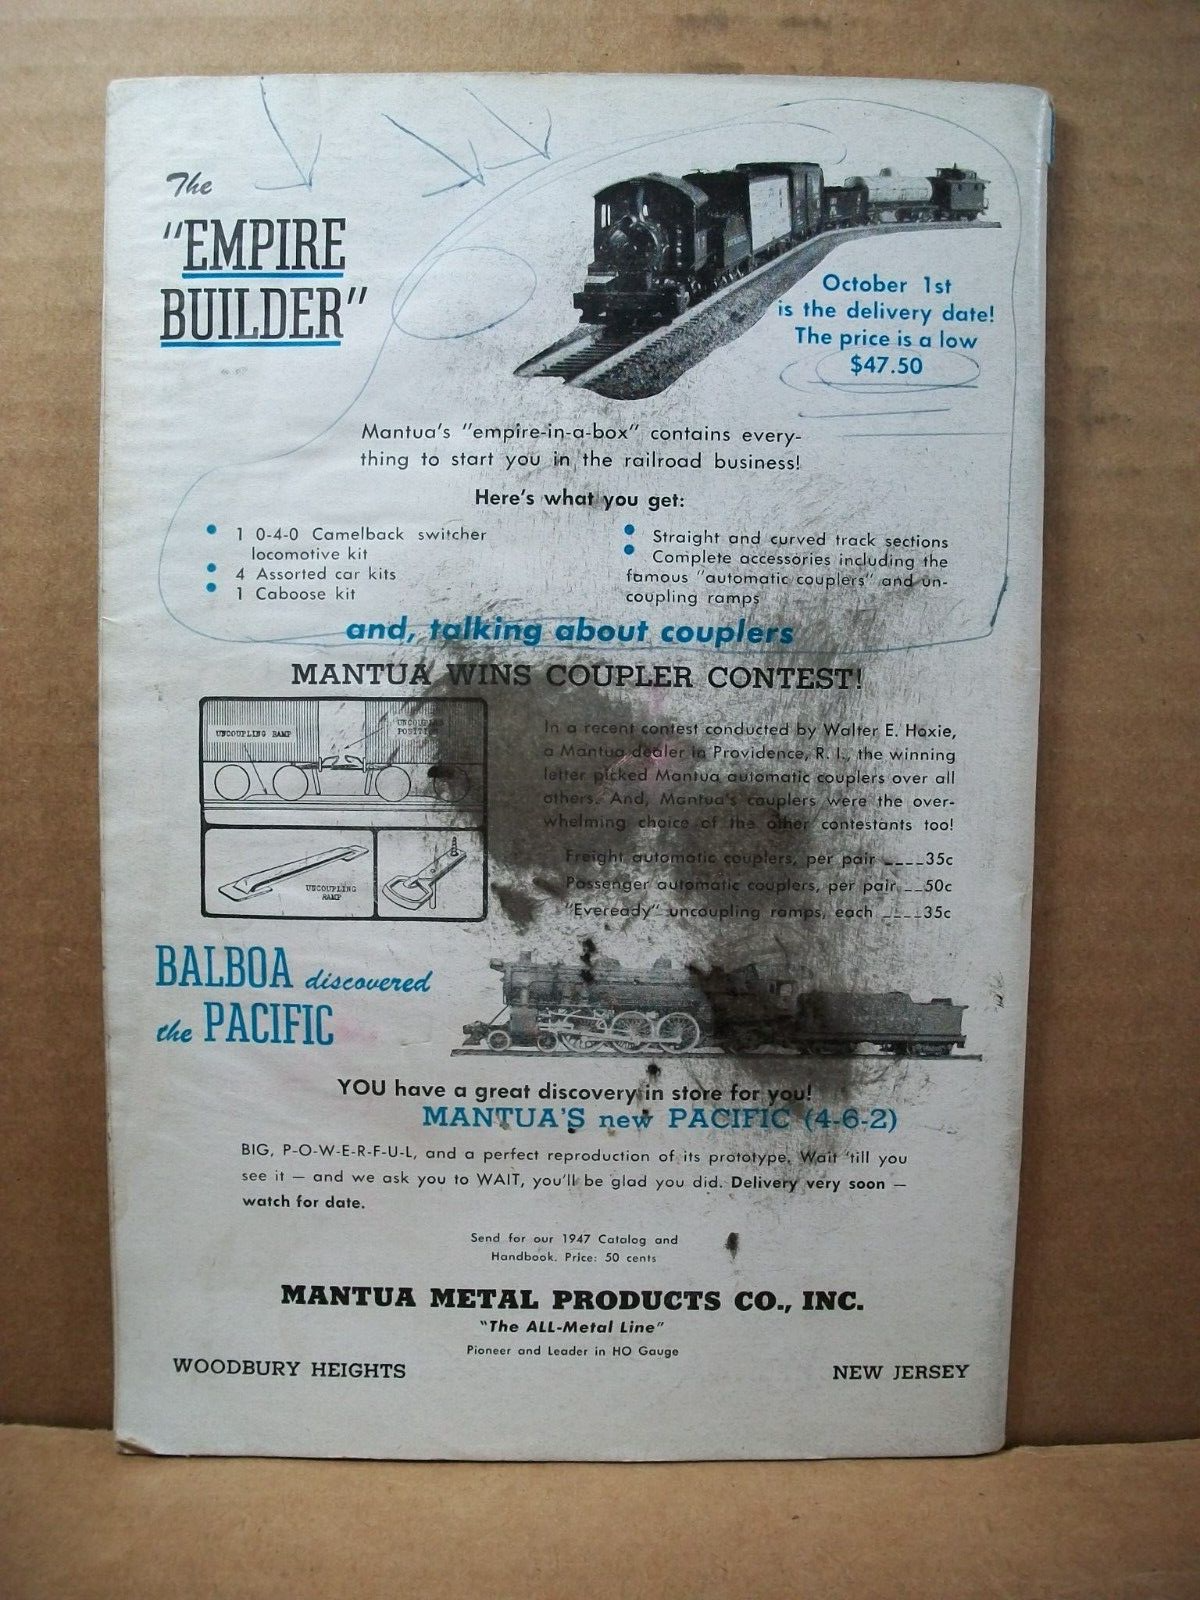 The
"EMPIRE
BUILDER"
October 1st
is the delivery date!
The price is a low
$47.50
Mantua's "empire-in-a-box" contains every-
thing to start you in the railroad business!
Here's what you get:
• 1 0-4-0 Camelback switcher
locomotive kit
• 4 Assorted car kits
• 1 Caboose kit
• Straight and curved track sections
• Complete accessories including the
famous "automatic couplers" and un-
coupling ramps
and, talking about couplers
MANTUA WINS COUPLER CONTEST!
UNCOUPLING RAMP
UNCOUPLING
POSITION
UNCOUPLING
RAMP
In a recent contest conducted by Walter E. Hoxie,
a Mantua dealer in Providence, R. I., the winning
letter picked Mantua automatic couplers over all
others. And, Mantua's couplers were the over-
whelming choice of the other contestants too!
Freight automatic couplers, per pair ____35c
Passenger automatic couplers, per pair __50c
"Eveready" uncoupling ramps, each ____35c
BALBOA discovered
the PACIFIC
YOU have a great discovery in store for you!
MANTUA'S new PACIFIC (4-6-2)
BIG, P-O-W-E-R-F-U-L, and a perfect reproduction of its prototype. Wait 'till you
see it — and we ask you to WAIT, you'll be glad you did. Delivery very soon —
watch for date.
Send for our 1947 Catalog and
Handbook. Price: 50 cents
MANTUA METAL PRODUCTS CO., INC.
"The ALL-Metal Line"
Pioneer and Leader in HO Gauge
WOODBURY HEIGHTS
NEW JERSEY